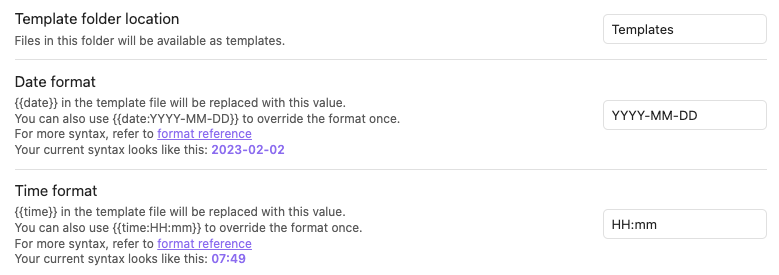 Template folder location
Files in this folder will be available as templates.
Templates
Date format
{{date}} in the template file will be replaced with this value.
You can also use {{date:YYYY-MM-DD}} to override the format once.
For more syntax, refer to format reference
Your current syntax looks like this: 2023-02-02
YYYY-MM-DD
Time format
{{time}} in the template file will be replaced with this value.
You can also use {{time:HH:mm}} to override the format once.
For more syntax, refer to format reference
Your current syntax looks like this: 07:49
HH:mm